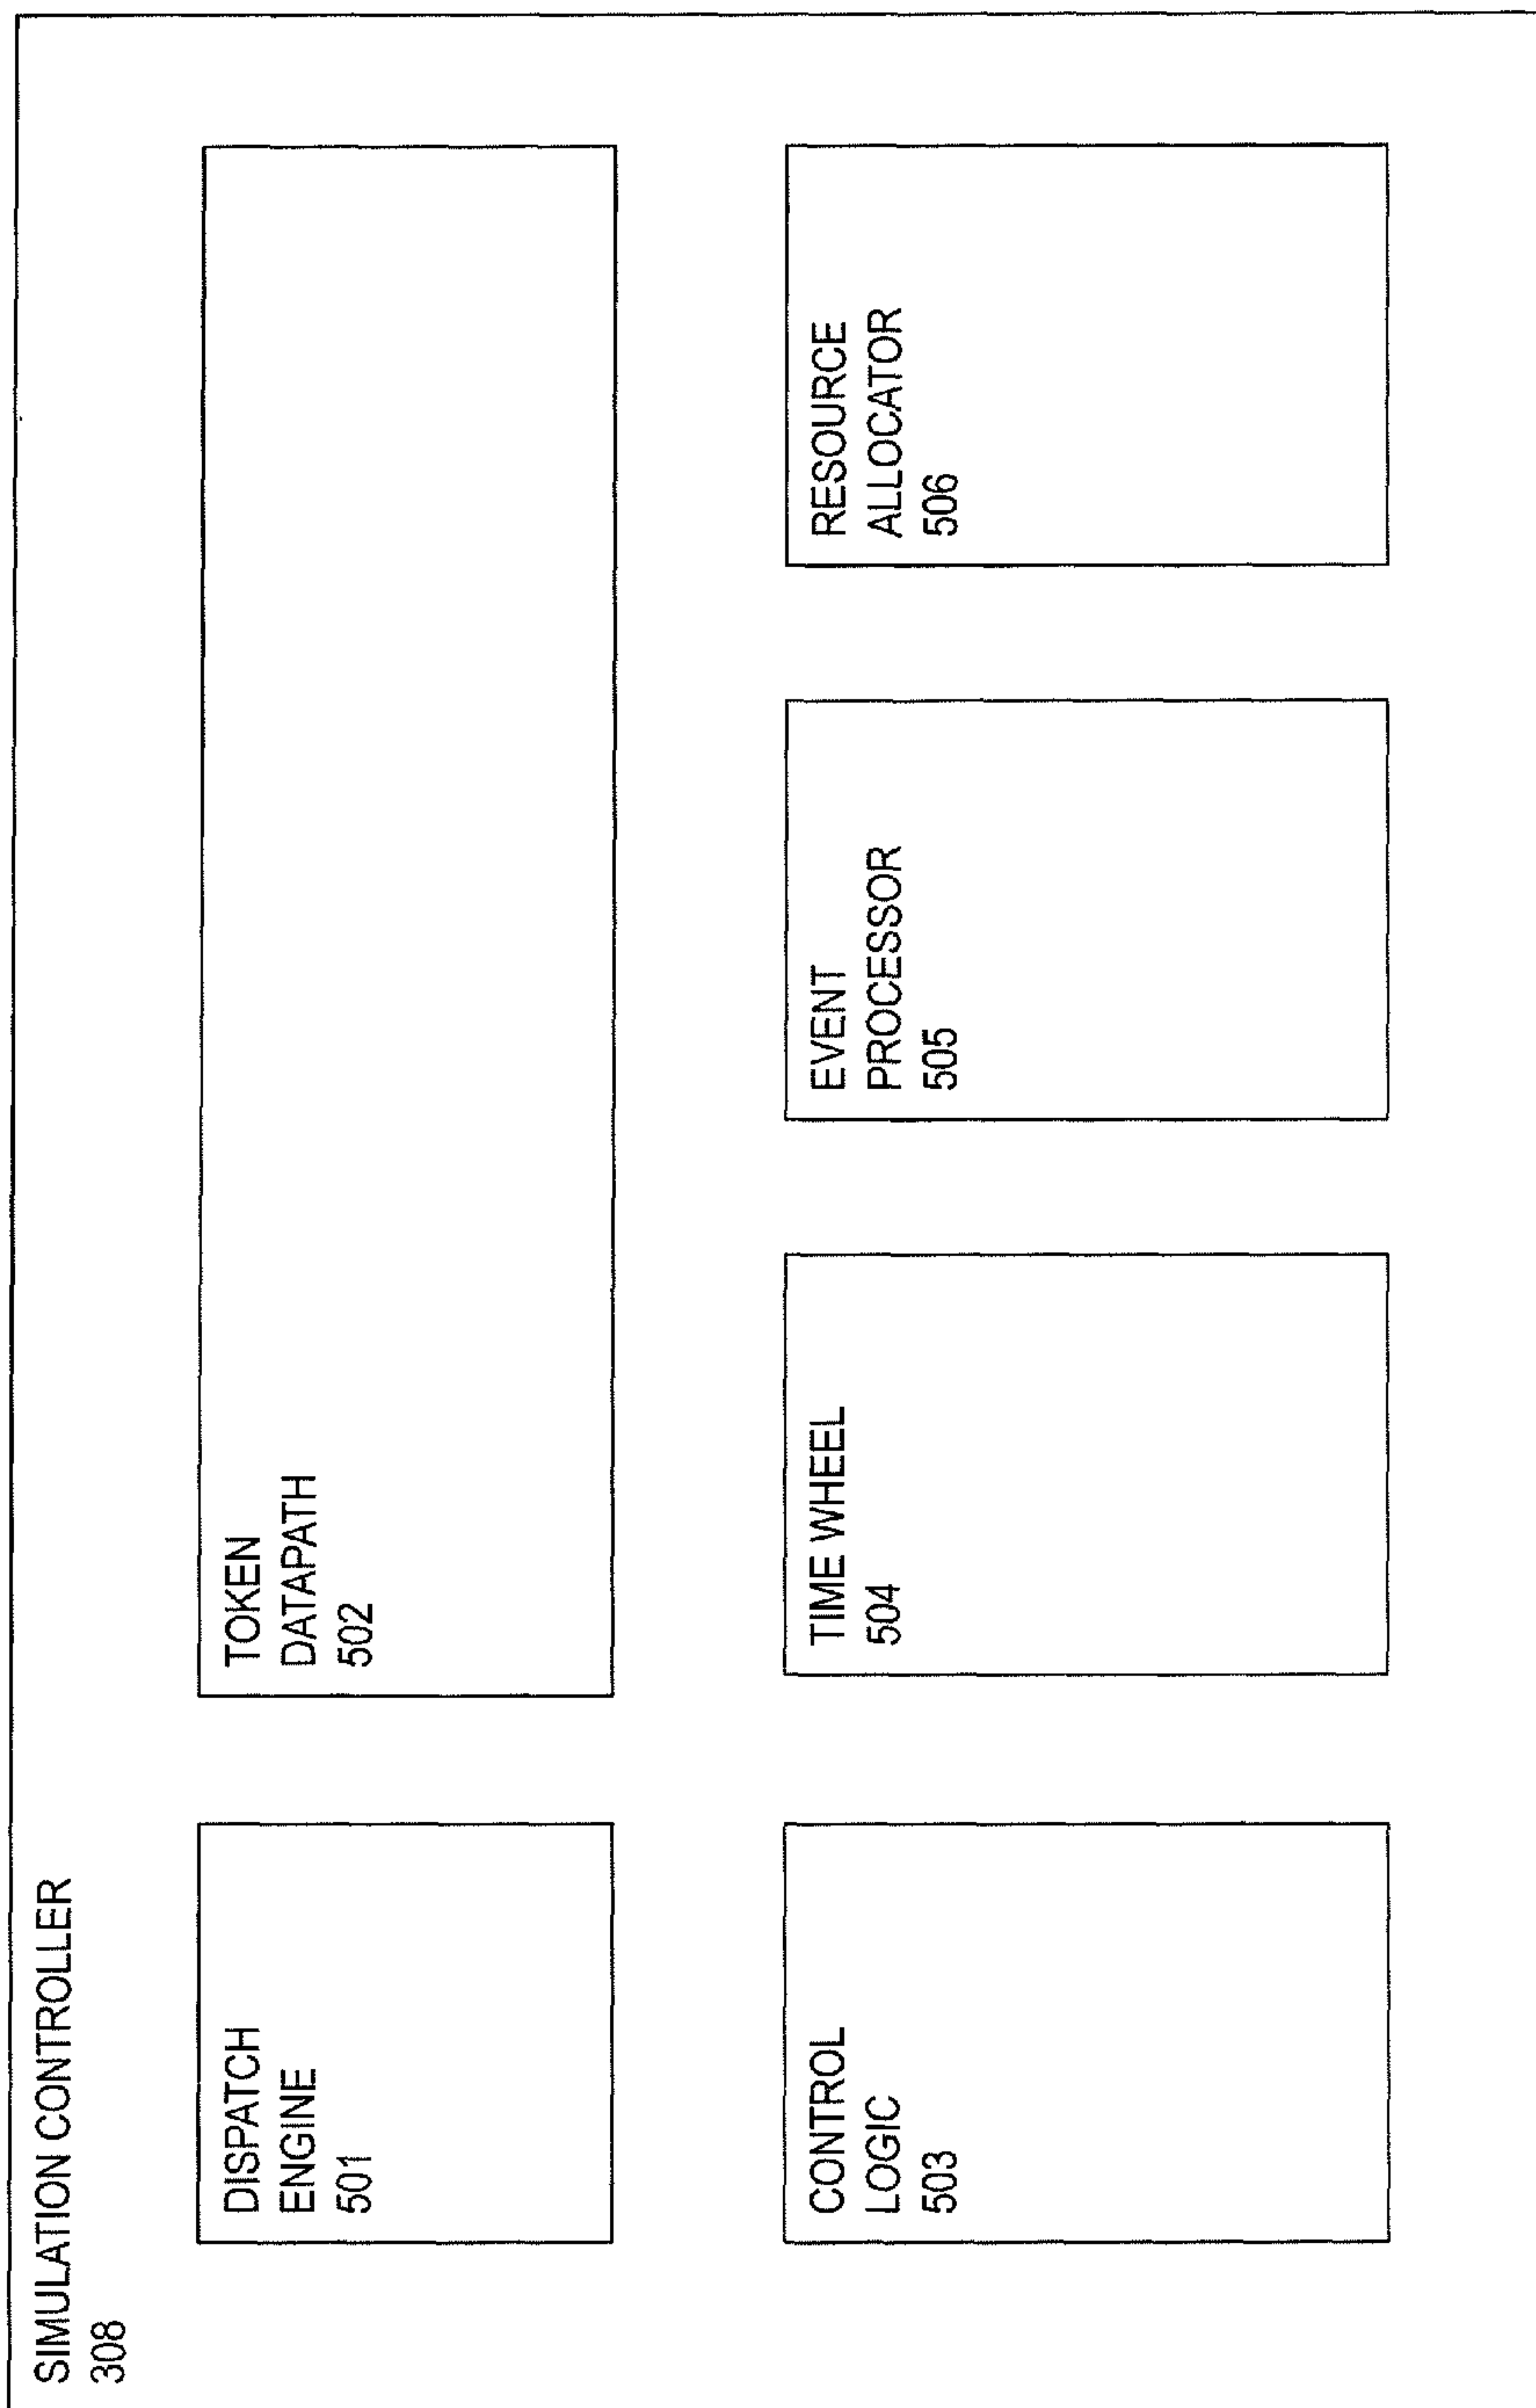 SIMULATION CONTROLLER
308
DISPATCH
ENGINE
501
TOKEN
DATAPATH
502
CONTROL
LOGIC
503
TIME WHEEL
504
EVENT
PROCESSOR
505
RESOURCE
ALLOCATOR
506